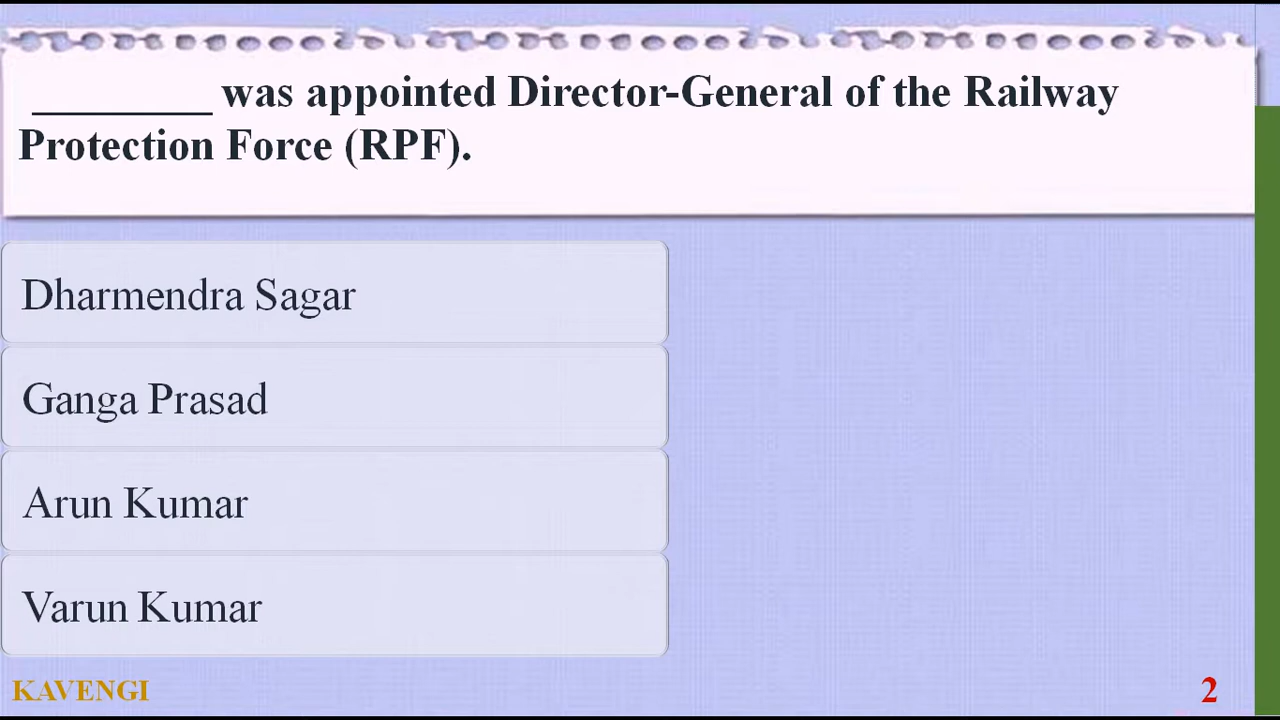 ________ was appointed Director-General of the Railway
Protection Force (RPF).
Dharmendra Sagar
Ganga Prasad
Arun Kumar
Varun Kumar
KAVENGI
2